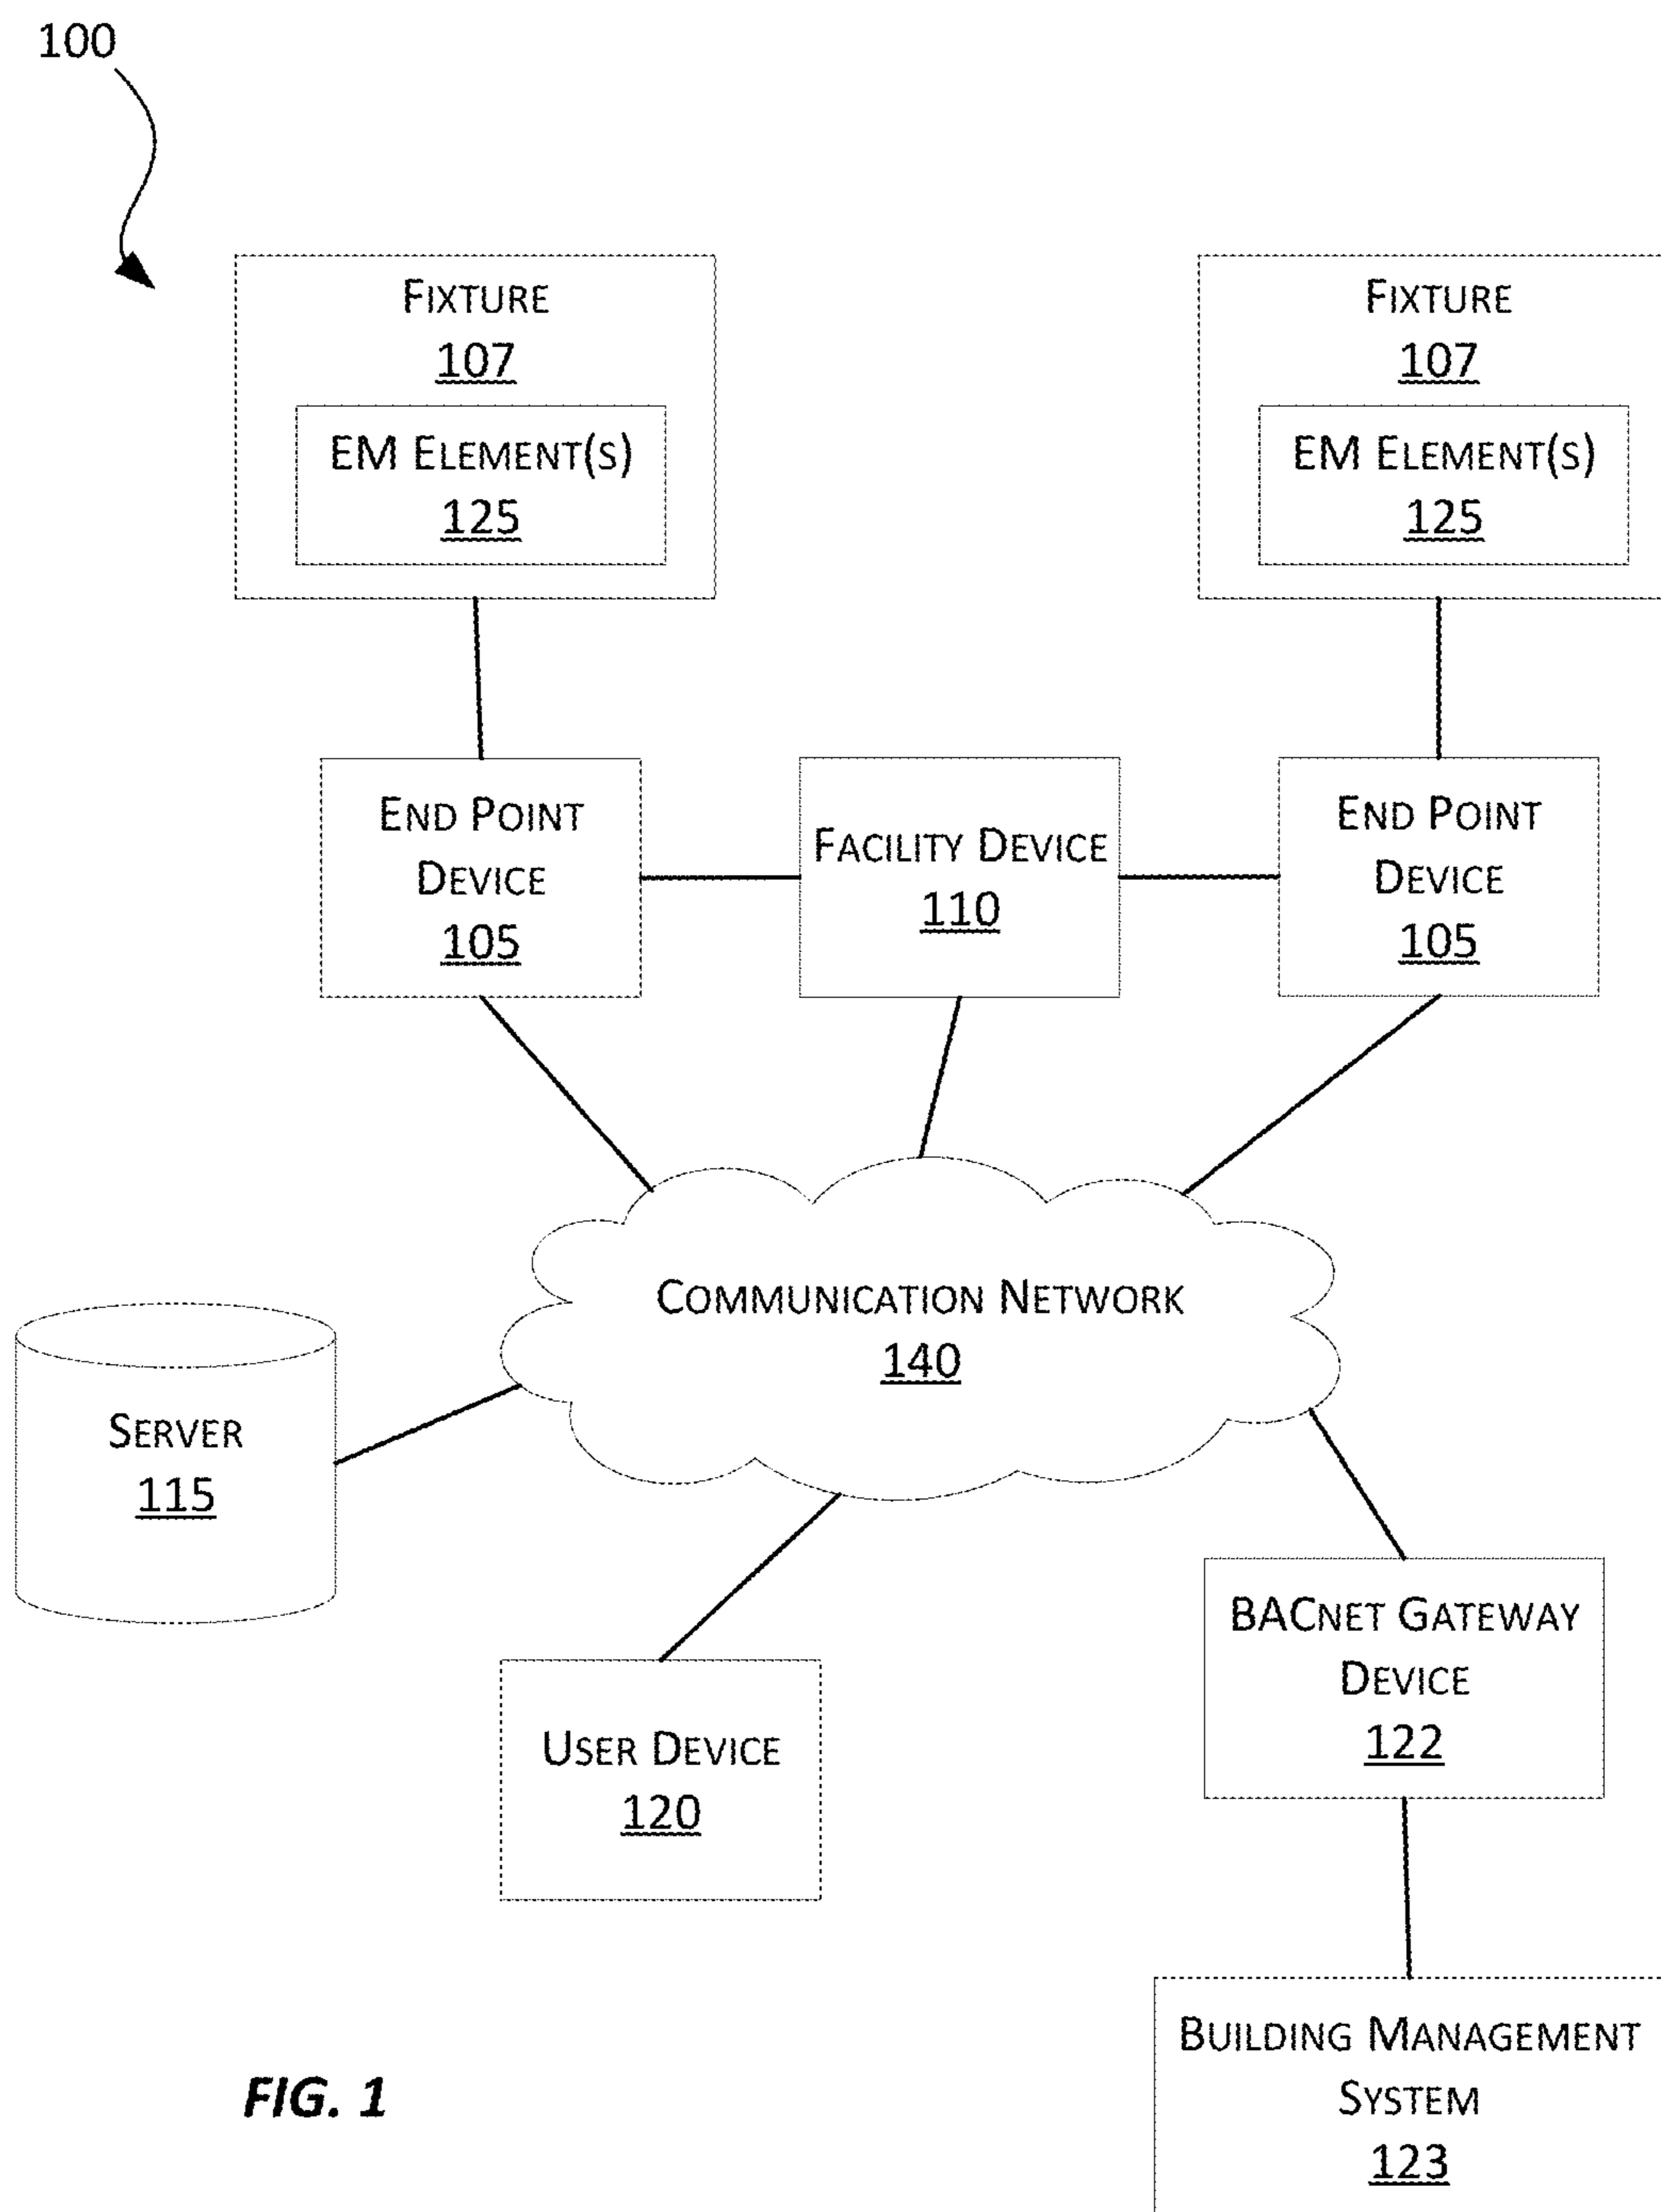 100
FIXTURE
107
EM ELEMENT(S)
125
FIXTURE
107
EM ELEMENT(S)
125
END POINT
DEVICE
105
FACILITY DEVICE
110
END POINT
DEVICE
105
COMMUNICATION NETWORK
140
SERVER
115
USER DEVICE
120
BACNET GATEWAY
DEVICE
122
BUILDING MANAGEMENT
SYSTEM
123
FIG. 1